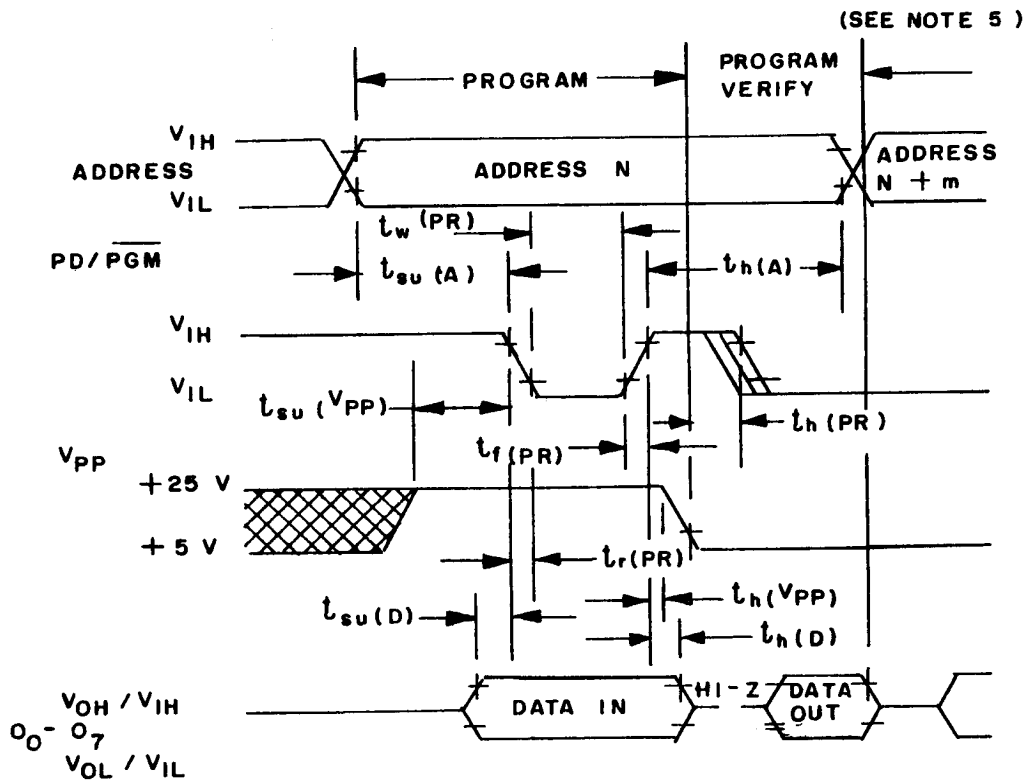 (SEE NOTE 5)
PROGRAM
PROGRAM
VERIFY
VIH
ADDRESS
VIL
ADDRESS N
ADDRESS
N + m
PD/PGM
tw (PR)
tsu (A)
th(A)
VIH
VIL
tsu (VPP)
th(PR)
tf(PR)
VPP
+25 V
+5 V
tr(PR)
th(VPP)
tsu(D)
th(D)
VOH / VIH
O0- O7
VOL / VIL
DATA IN
HI-Z
DATA
OUT